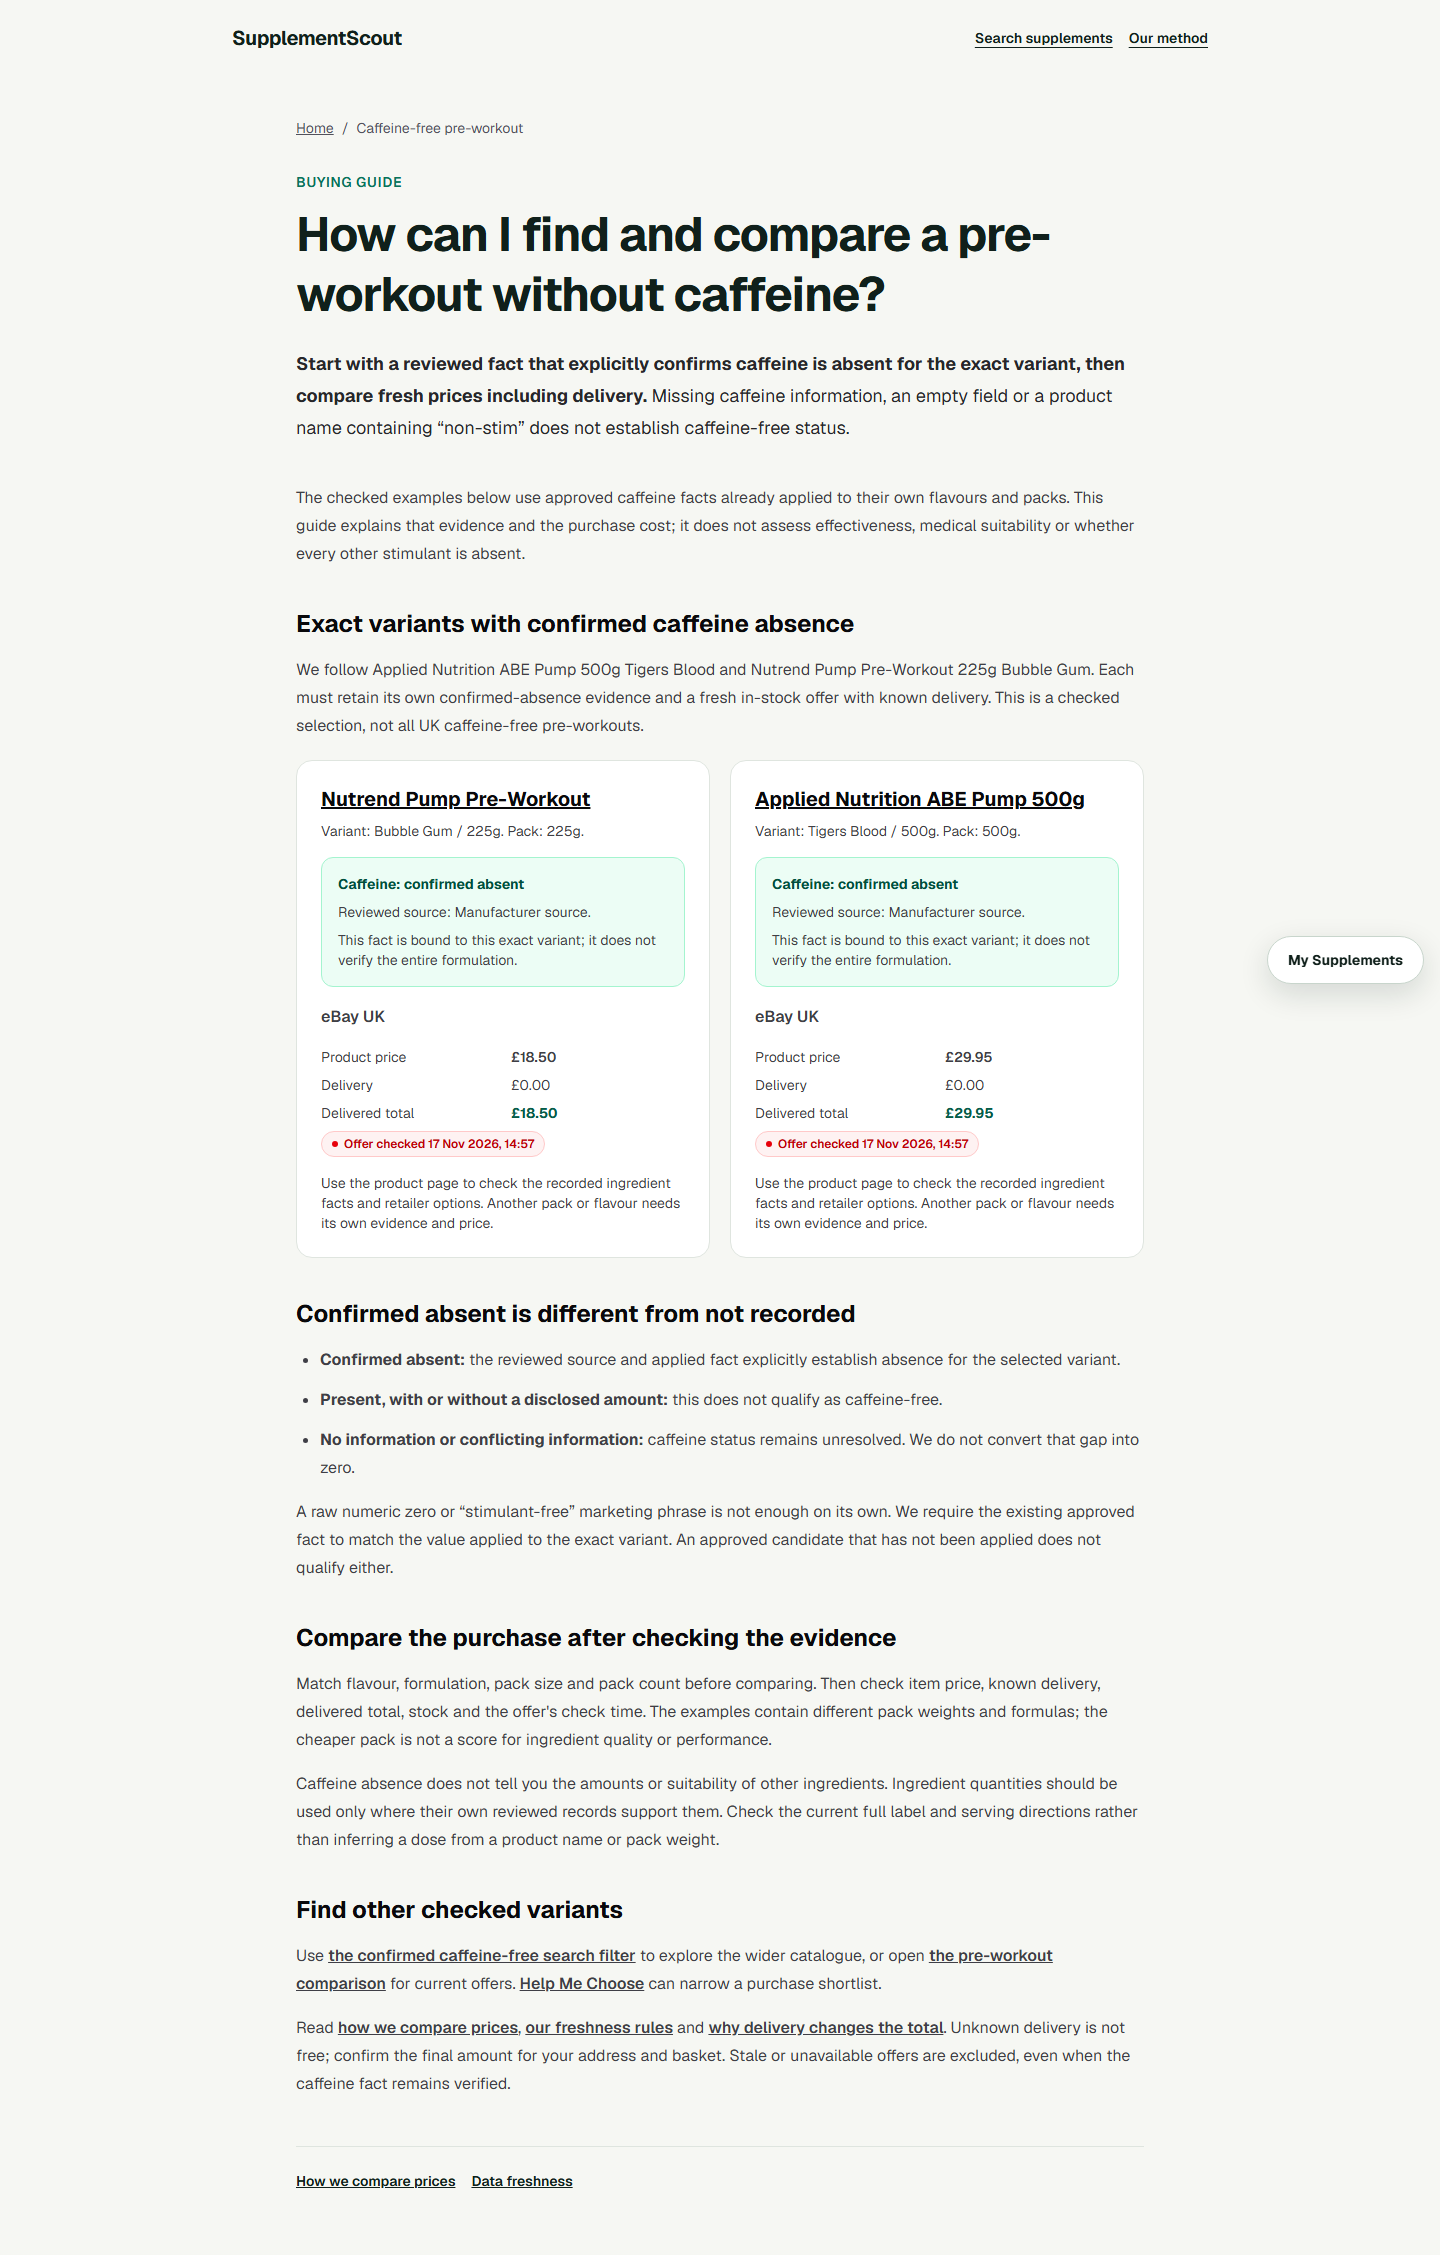 SupplementScout
Search supplements Our method
Home / Caffeine-free pre-workout
BUYING GUIDE
How can I find and compare a pre-
workout without caffeine?
Start with a reviewed fact that explicitly confirms caffeine is absent for the exact variant, then
compare fresh prices including delivery. Missing caffeine information, an empty field or a product
name containing “non-stim” does not establish caffeine-free status.
The checked examples below use approved caffeine facts already applied to their own flavours and packs. This
guide explains that evidence and the purchase cost; it does not assess effectiveness, medical suitability or whether
every other stimulant is absent.
Exact variants with confirmed caffeine absence
We follow Applied Nutrition ABE Pump 500g Tigers Blood and Nutrend Pump Pre-Workout 225g Bubble Gum. Each
must retain its own confirmed-absence evidence and a fresh in-stock offer with known delivery. This is a checked
selection, not all UK caffeine-free pre-workouts.
Nutrend Pump Pre-Workout
Variant: Bubble Gum / 225g. Pack: 225g.
Caffeine: confirmed absent
Reviewed source: Manufacturer source.
This fact is bound to this exact variant; it does not
verify the entire formulation.
eBay UK
Product price £18.50
Delivery £0.00
Delivered total £18.50
Offer checked 17 Nov 2026, 14:57
Use the product page to check the recorded ingredient
facts and retailer options. Another pack or flavour needs
its own evidence and price.
Applied Nutrition ABE Pump 500g
Variant: Tigers Blood / 500g. Pack: 500g.
Caffeine: confirmed absent
Reviewed source: Manufacturer source.
This fact is bound to this exact variant; it does not
verify the entire formulation.
eBay UK
Product price £29.95
Delivery £0.00
Delivered total £29.95
Offer checked 17 Nov 2026, 14:57
Use the product page to check the recorded ingredient
facts and retailer options. Another pack or flavour needs
its own evidence and price.
My Supplements
Confirmed absent is different from not recorded
• Confirmed absent: the reviewed source and applied fact explicitly establish absence for the selected variant.
• Present, with or without a disclosed amount: this does not qualify as caffeine-free.
• No information or conflicting information: caffeine status remains unresolved. We do not convert that gap into
zero.
A raw numeric zero or “stimulant-free” marketing phrase is not enough on its own. We require the existing approved
fact to match the value applied to the exact variant. An approved candidate that has not been applied does not
qualify either.
Compare the purchase after checking the evidence
Match flavour, formulation, pack size and pack count before comparing. Then check item price, known delivery,
delivered total, stock and the offer's check time. The examples contain different pack weights and formulas; the
cheaper pack is not a score for ingredient quality or performance.
Caffeine absence does not tell you the amounts or suitability of other ingredients. Ingredient quantities should be
used only where their own reviewed records support them. Check the current full label and serving directions rather
than inferring a dose from a product name or pack weight.
Find other checked variants
Use the confirmed caffeine-free search filter to explore the wider catalogue, or open the pre-workout
comparison for current offers. Help Me Choose can narrow a purchase shortlist.
Read how we compare prices, our freshness rules and why delivery changes the total. Unknown delivery is not
free; confirm the final amount for your address and basket. Stale or unavailable offers are excluded, even when the
caffeine fact remains verified.
How we compare prices Data freshness